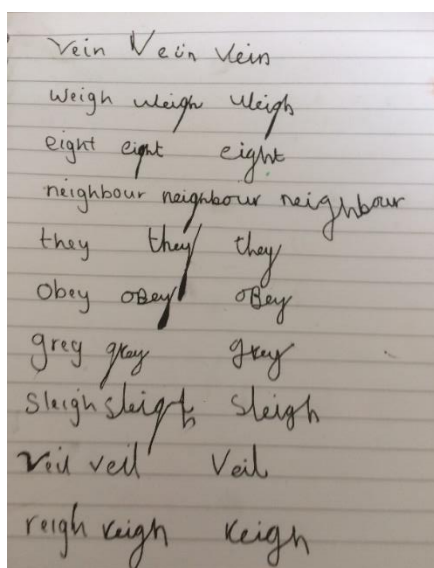 vein Vein vein
weigh weigh weigh
eight eight eight
neighbour neighbour neighbour
they they they
obey oBey oBey
grey grey grey
sleigh sleigh sleigh
veil veil Veil
reigh reigh reigh